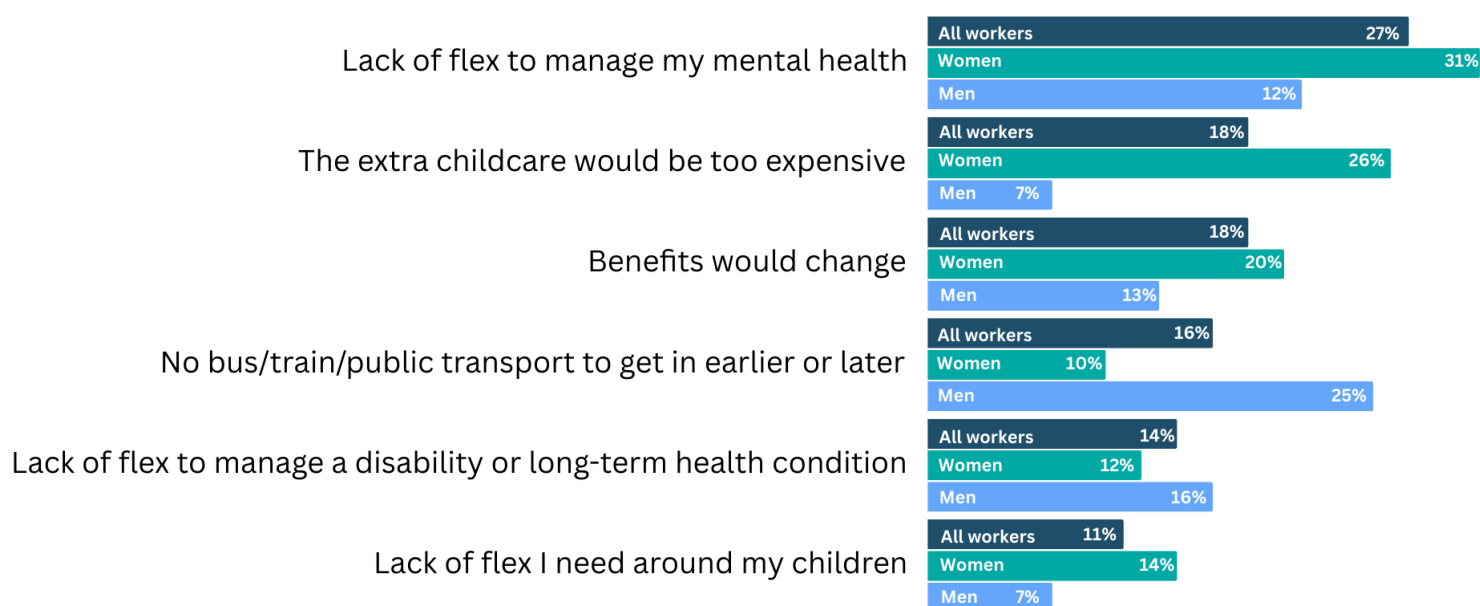 Lack of flex to manage my mental health
All workers 27%
Women 31%
Men 12%
The extra childcare would be too expensive
All workers 18%
Women 26%
Men 7%
Benefits would change
All workers 18%
Women 20%
Men 13%
No bus/train/public transport to get in earlier or later
All workers 16%
Women 10%
Men 25%
Lack of flex to manage a disability or long-term health condition
All workers 14%
Women 12%
Men 16%
Lack of flex I need around my children
All workers 11%
Women 14%
Men 7%